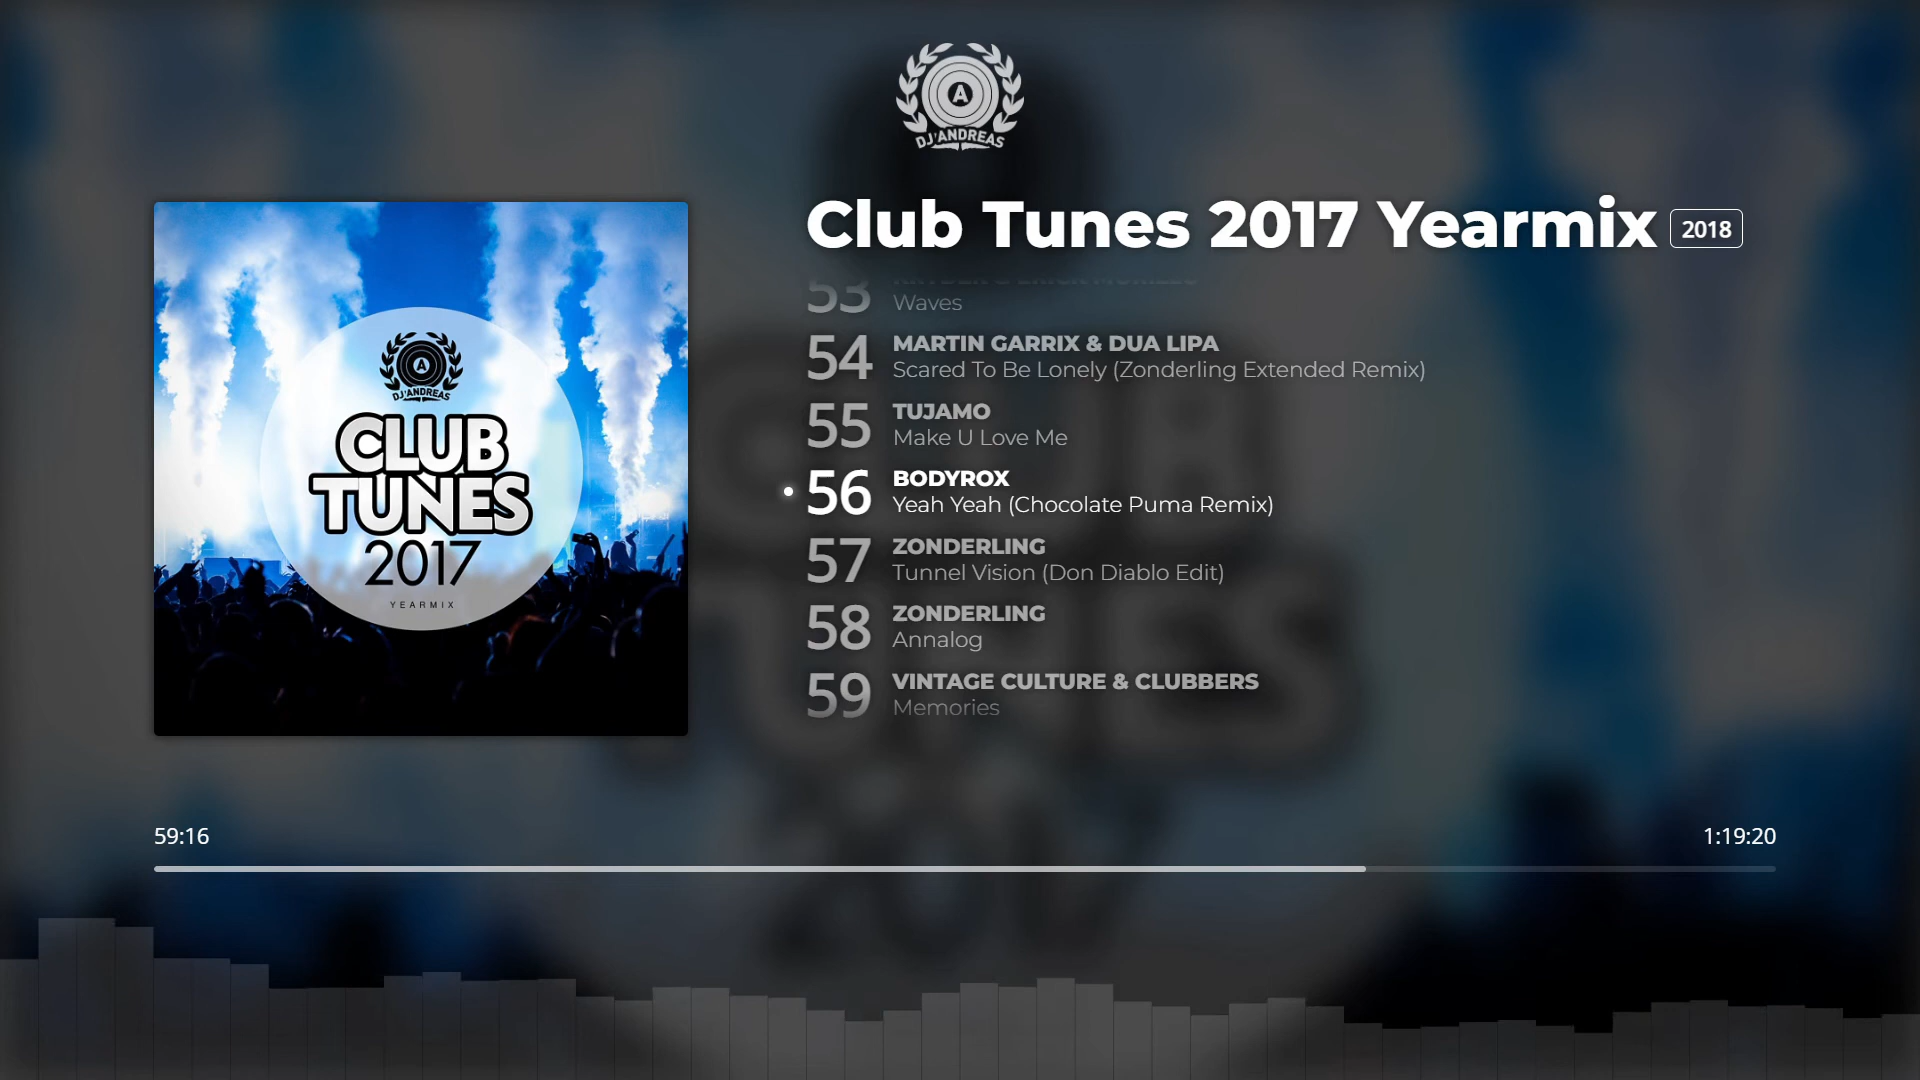 A
DJ'ANDREAS
Club Tunes 2017 Yearmix 2018
53
Waves
54 MARTIN GARRIX & DUA LIPA
Scared To Be Lonely (Zonderling Extended Remix)
55 TUJAMO
Make U Love Me
56 BODYROX
Yeah Yeah (Chocolate Puma Remix)
57 ZONDERLING
Tunnel Vision (Don Diablo Edit)
58 ZONDERLING
Annalog
59 VINTAGE CULTURE & CLUBBERS
Memories
A
DJ'ANDREAS
CLUB
TUNES
2017
YEARMIX
59:16
1:19:20